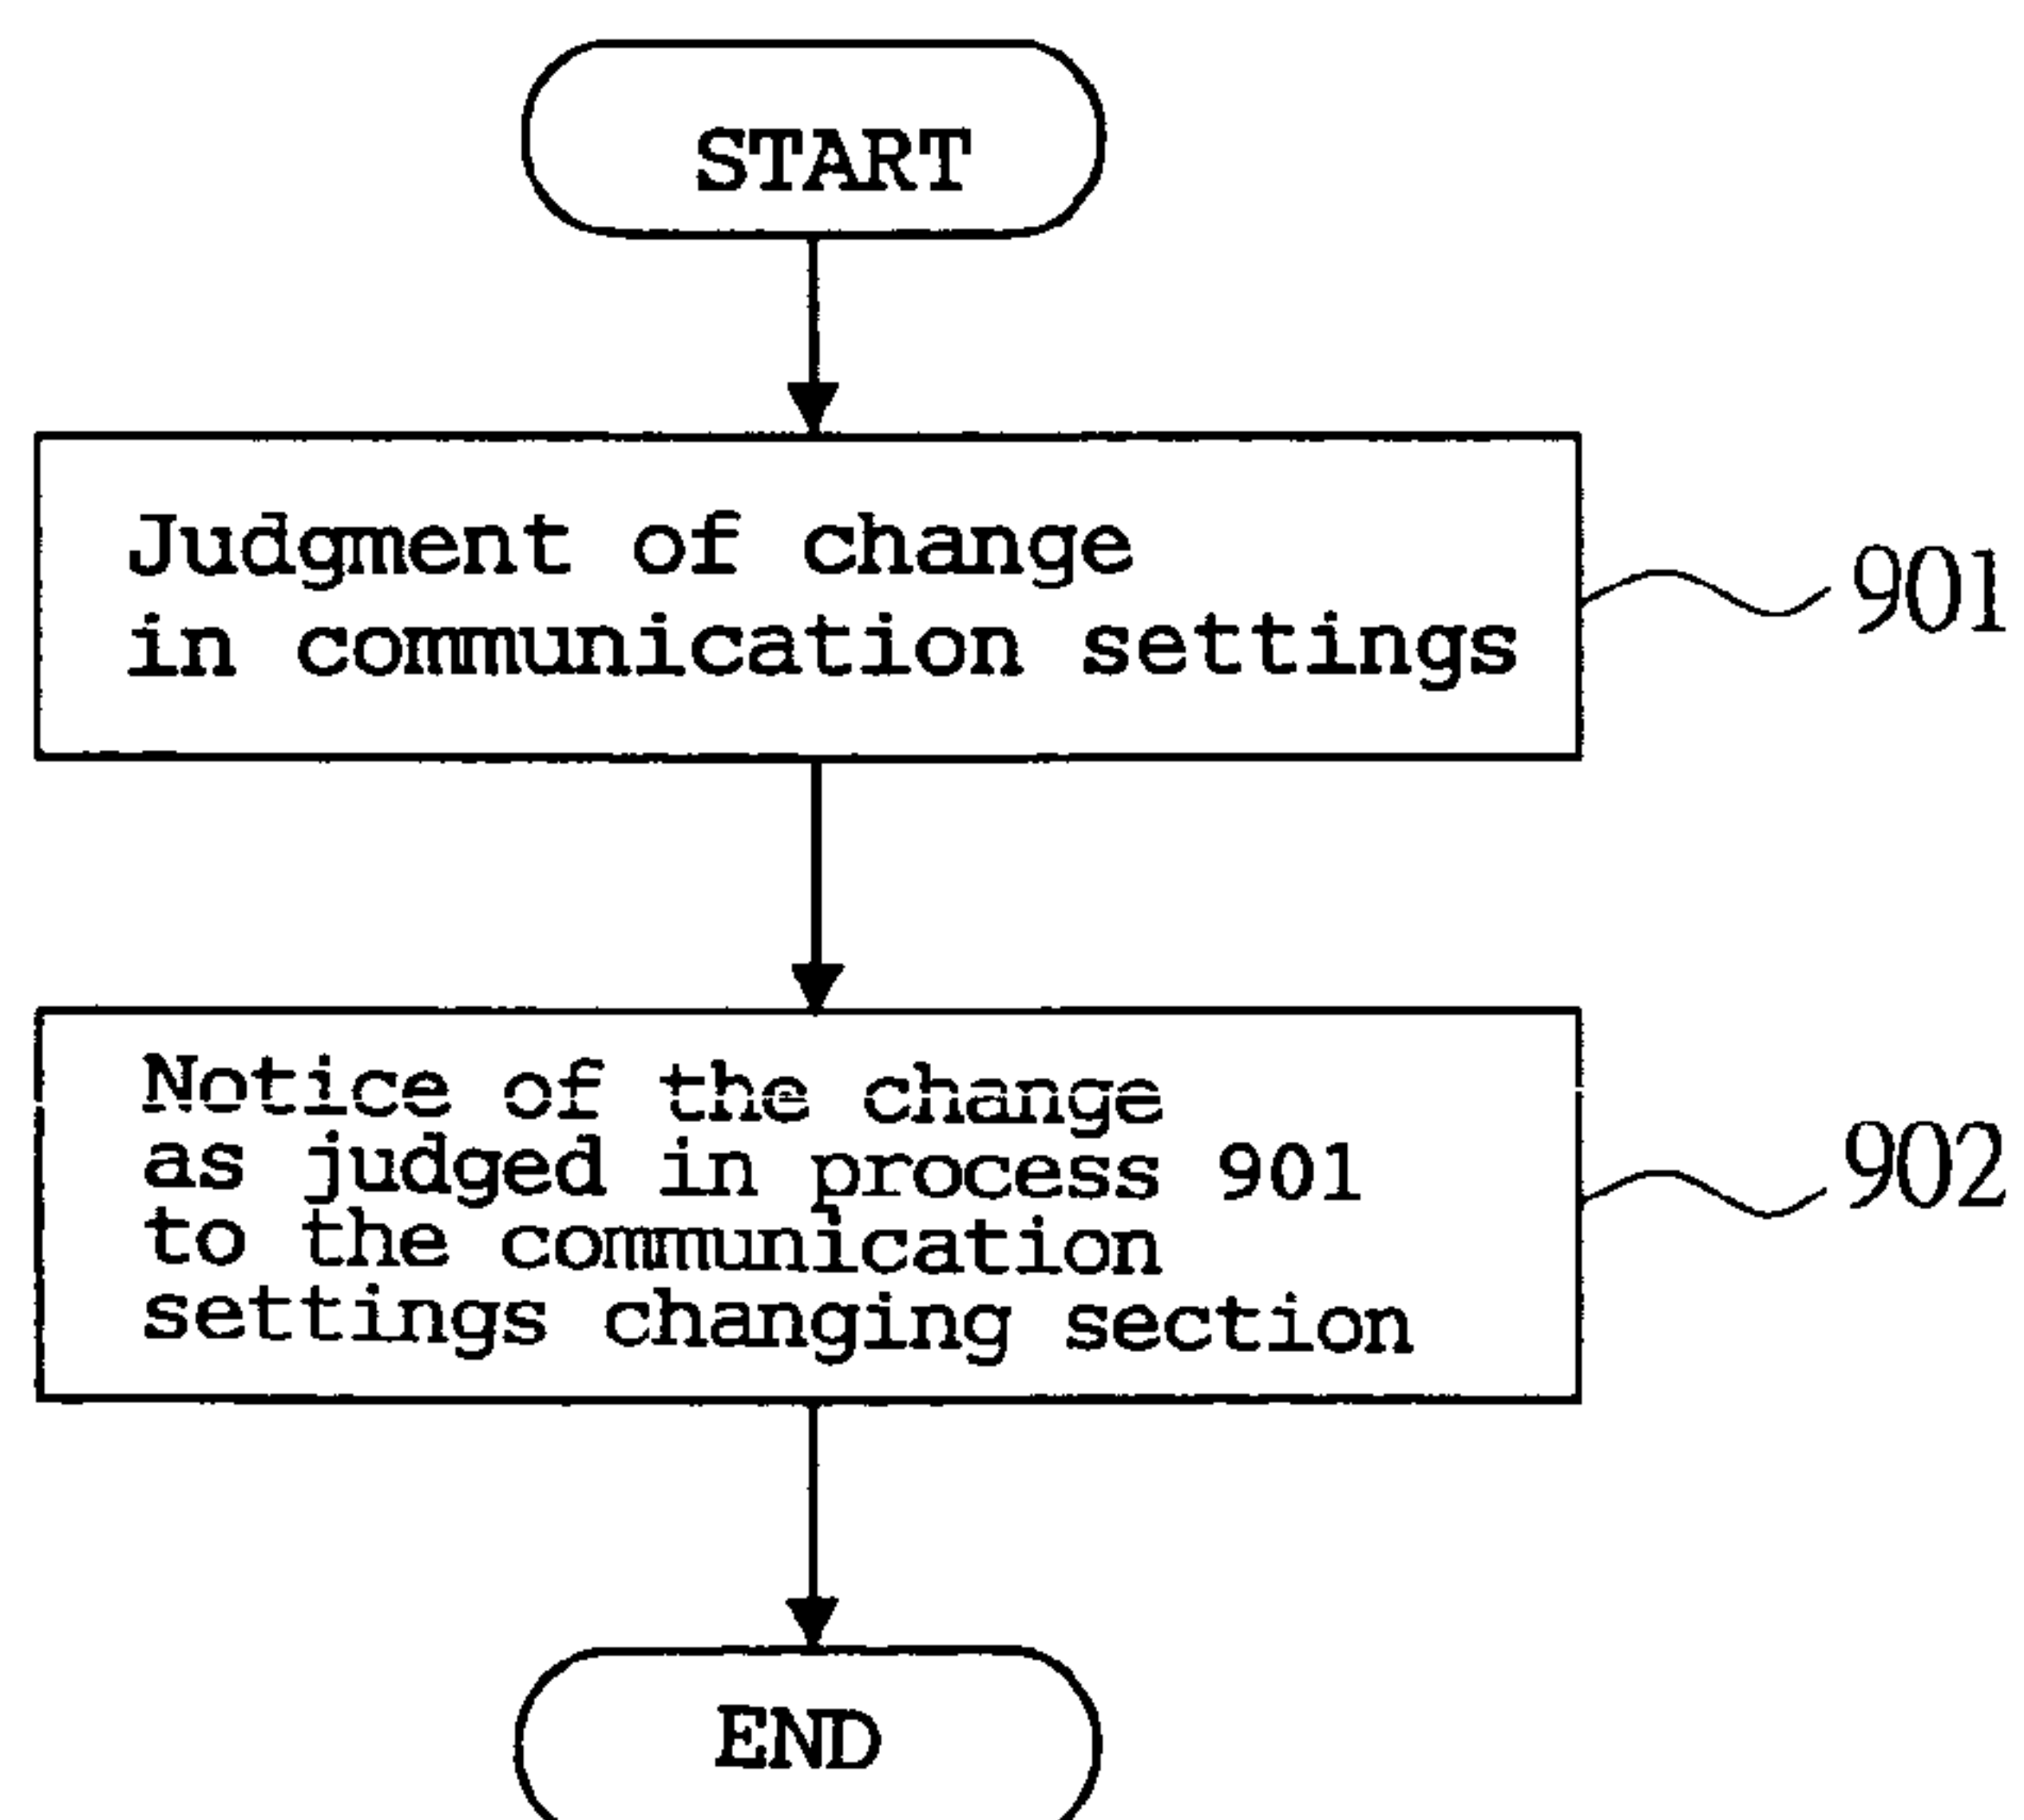 START
Judgment of change
in communication settings
901
Notice of the change
as judged in process 901
to the communication
settings changing section
902
END